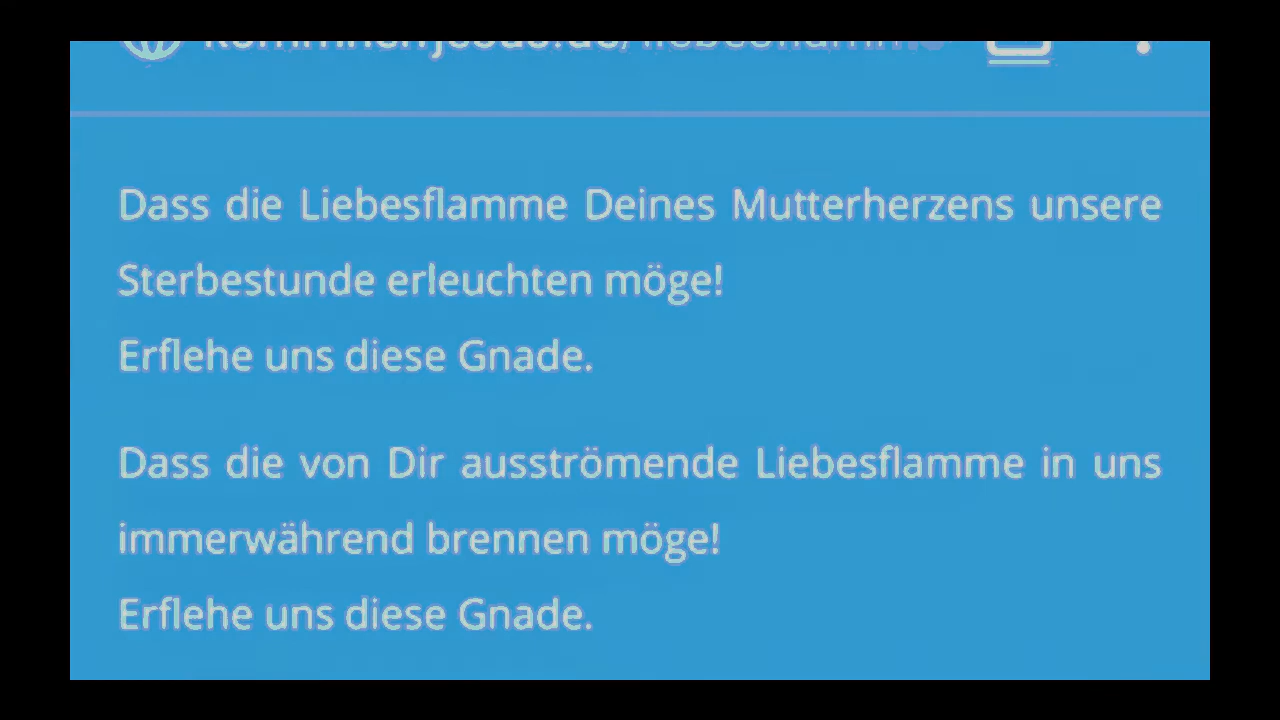 Dass die Liebesflamme Deines Mutterherzens unsere
Sterbestunde erleuchten möge!
Erflehe uns diese Gnade.
Dass die von Dir ausströmende Liebesflamme in uns
immerwährend brennen möge!
Erflehe uns diese Gnade.